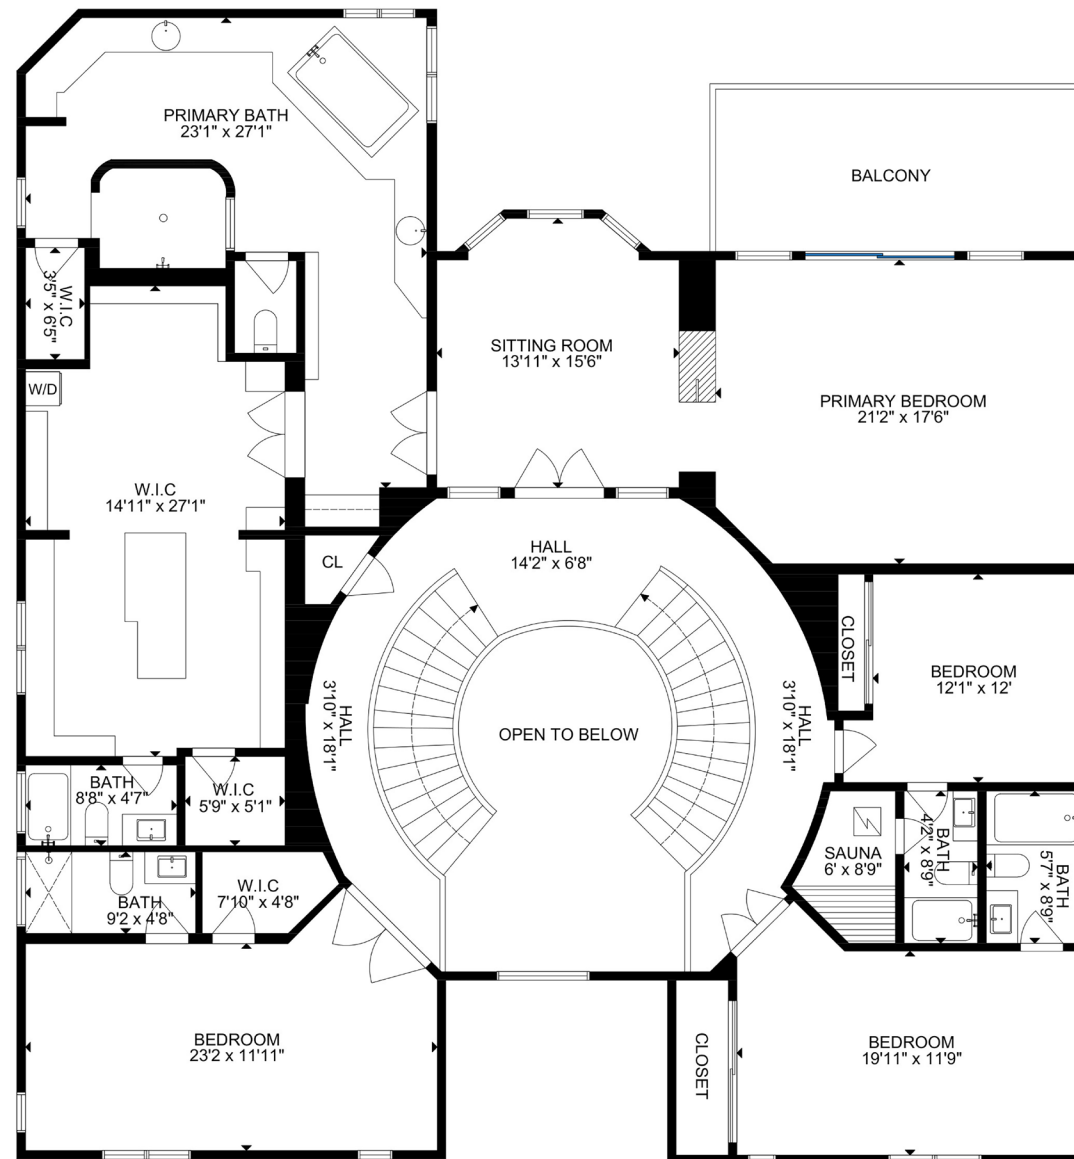 PRIMARY BATH
23'1" x 27'1"
BALCONY
W.I.C
3'5" x 6'5"
SITTING ROOM
13'11" x 15'6"
W/D
PRIMARY BEDROOM
21'2" x 17'6"
W.I.C
14'11" x 27'1"
HALL
14'2" x 6'8"
CL
CLOSET
BEDROOM
12'1" x 12'
HALL
3'10" x 18'1"
OPEN TO BELOW
HALL
3'10" x 18'1"
BATH
8'8" x 4'7"
W.I.C
5'9" x 5'1"
SAUNA
6' x 8'9"
BATH
4'2" x 8'9"
BATH
5'7" x 8'9"
W.I.C
7'10" x 4'8"
BATH
9'2 x 4'8"
BEDROOM
23'2 x 11'11"
CLOSET
BEDROOM
19'11" x 11'9"